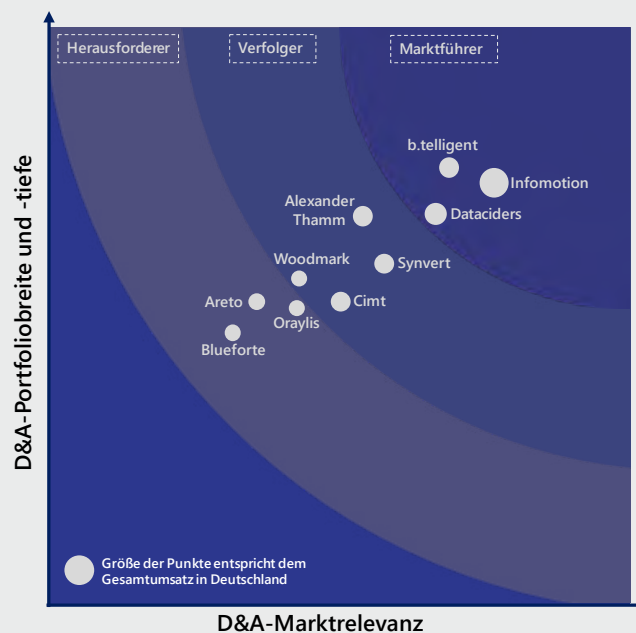 Herausforderer
Verfolger
Marktführer
b.telligent
Infomotion
Dataciders
Alexander
Thamm
Synvert
Woodmark
Areto
Cimt
Oraylis
Blueforte
D&A-Portfoliobreite und -tiefe
Größe der Punkte entspricht dem
Gesamtumsatz in Deutschland
D&A-Marktrelevanz